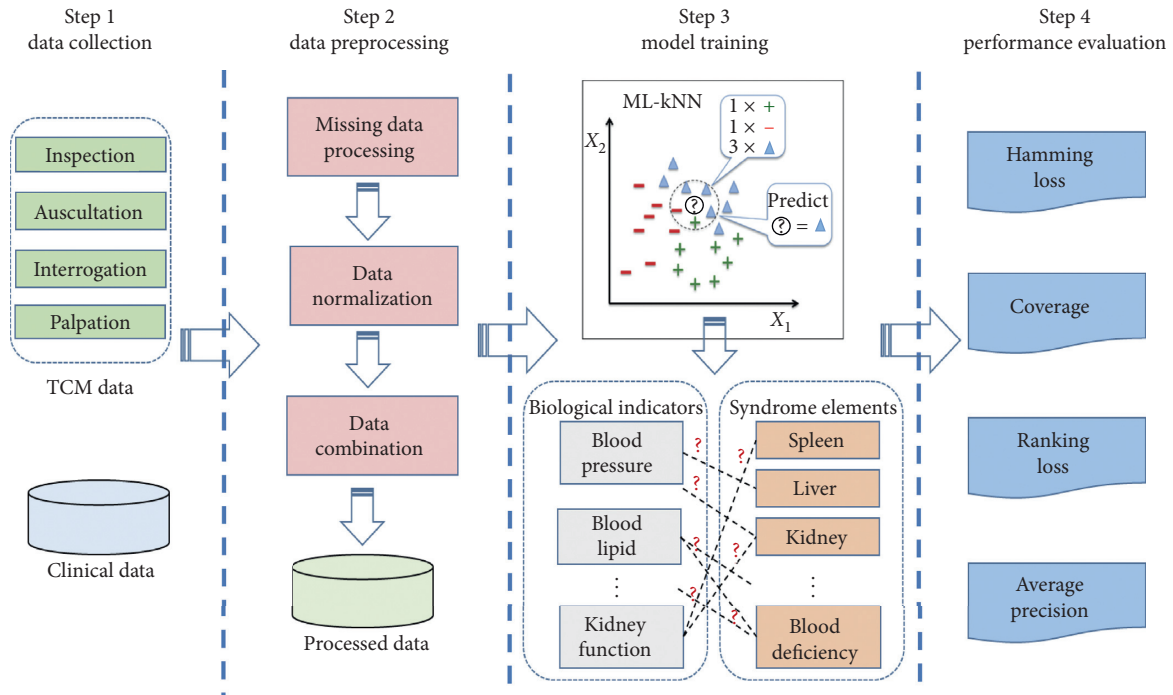 Step 1
data collection
Step 2
data preprocessing
Step 3
model training
Step 4
performance evaluation
Inspection
Auscultation
Interrogation
Palpation
TCM data
Clinical data
Missing data
processing
Data
normalization
Data
combination
Processed data
ML-kNN
X2
X1
1 × +
1 × −
3 ×
?
Predict
? =
Biological indicators
Blood
pressure
Blood
lipid
⋮
Kidney
function
?
?
?
?
?
?
?
Syndrome elements
Spleen
Liver
Kidney
⋮
Blood
deficiency
Hamming
loss
Coverage
Ranking
loss
Average
precision